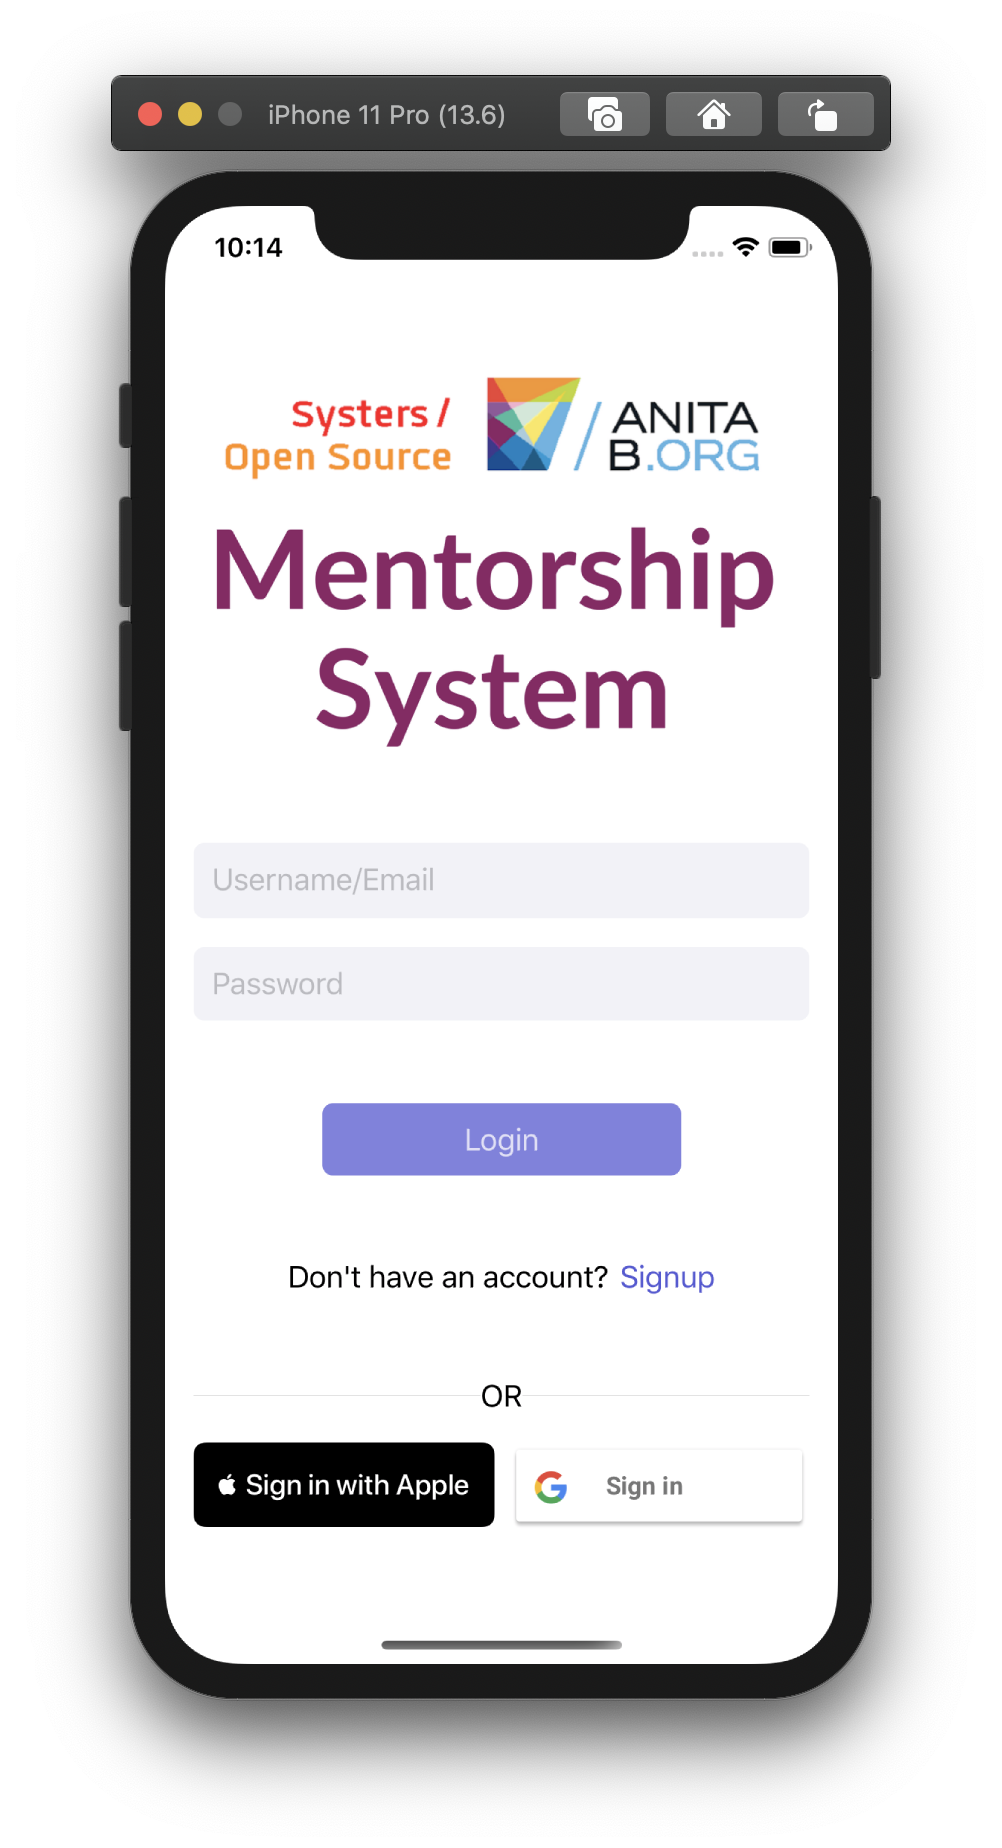 iPhone 11 Pro (13.6)
10:14
Systers /
Open Source
/ ANITA
B.ORG
Mentorship
System
Username/Email
Password
Login
Don't have an account? Signup
OR
Sign in with Apple
Sign in